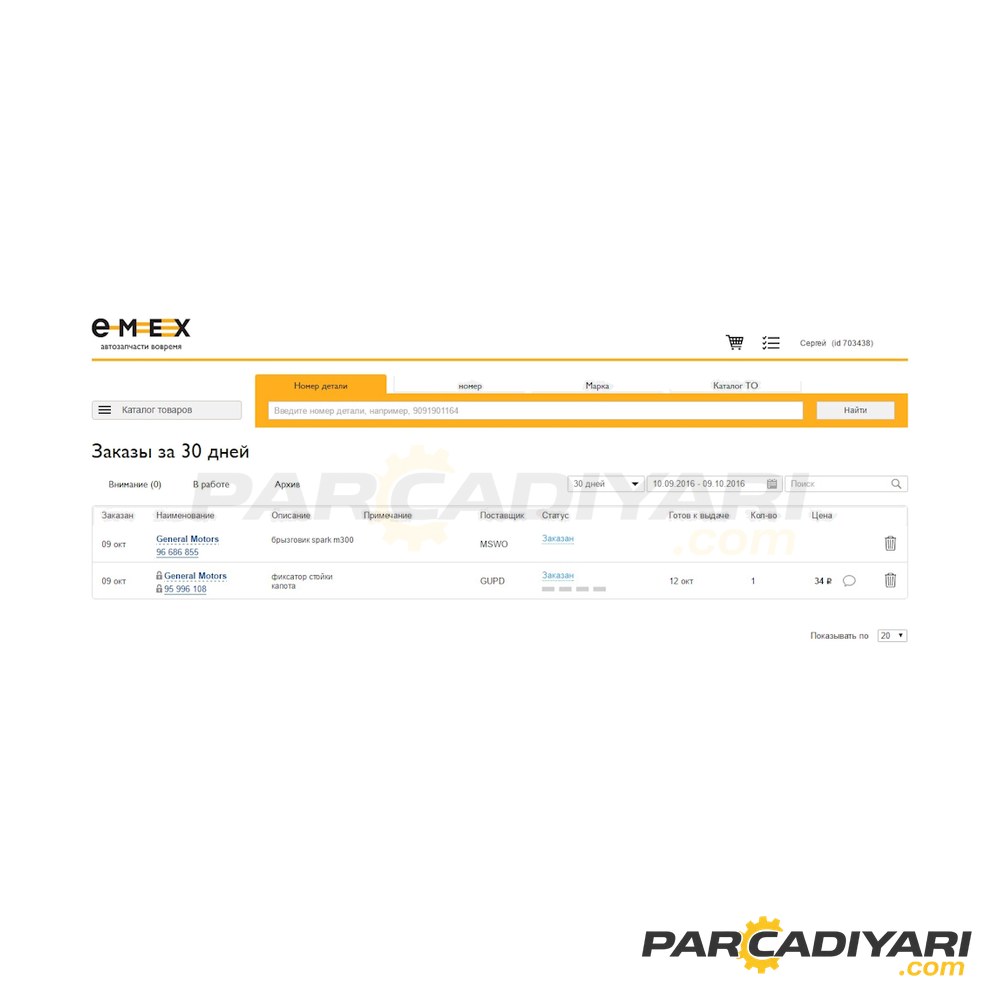 e-MEX
автозапчасти вовремя
Сергей (id 703438)
Номер детали номер Марка Каталог ТО
Каталог товаров
Введите номер детали, например, 9091901164
Найти
Заказы за 30 дней
PARCADIYARI
.com
Внимание (0) В работе Архив
30 дней 10.09.2016 - 09.10.2016 Поиск
Заказан Наименование Описание Примечание Поставщик Статус Готов к выдаче Кол-во Цена
09 окт General Motors брызговик spark m300 MSWO Заказан
96 686 855
09 окт General Motors фиксатор стойки GUPD Заказан 12 окт 1 34 ₽
95 996 108 капота
Показывать по 20
PARCADIYARI
.com